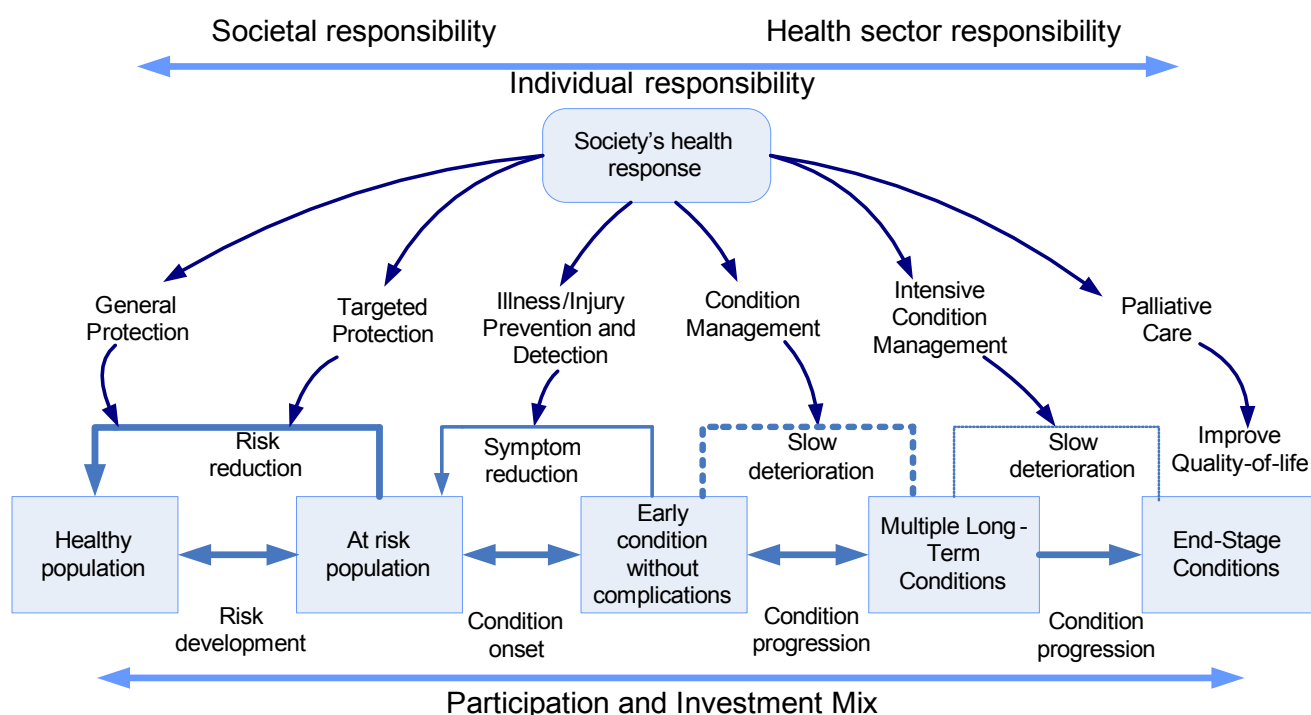 Societal responsibility
Health sector responsibility
Individual responsibility
Society's health
response
General
Protection
Targeted
Protection
Illness/Injury
Prevention and
Detection
Condition
Management
Intensive
Condition
Management
Palliative
Care
Risk
reduction
Symptom
reduction
Slow
deterioration
Slow
deterioration
Improve
Quality-of-life
Healthy
population
At risk
population
Early
condition
without
complications
Multiple Long-
Term
Conditions
End-Stage
Conditions
Risk
development
Condition
onset
Condition
progression
Condition
progression
Participation and Investment Mix